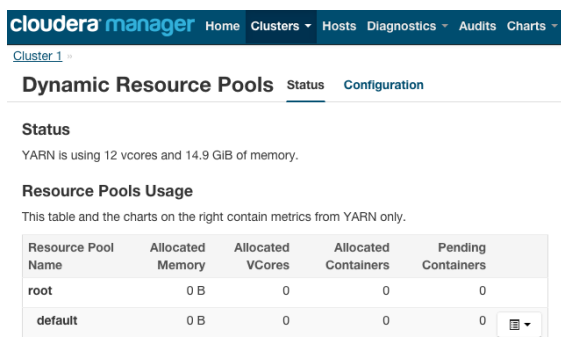 cloudera manager Home Clusters Hosts Diagnostics Audits Charts
Cluster 1 »
Dynamic Resource Pools Status Configuration
Status
YARN is using 12 vcores and 14.9 GiB of memory.
Resource Pools Usage
This table and the charts on the right contain metrics from YARN only.
Resource Pool Allocated Allocated Allocated Pending
Name Memory VCores Containers Containers
root 0 B 0 0 0
default 0 B 0 0 0